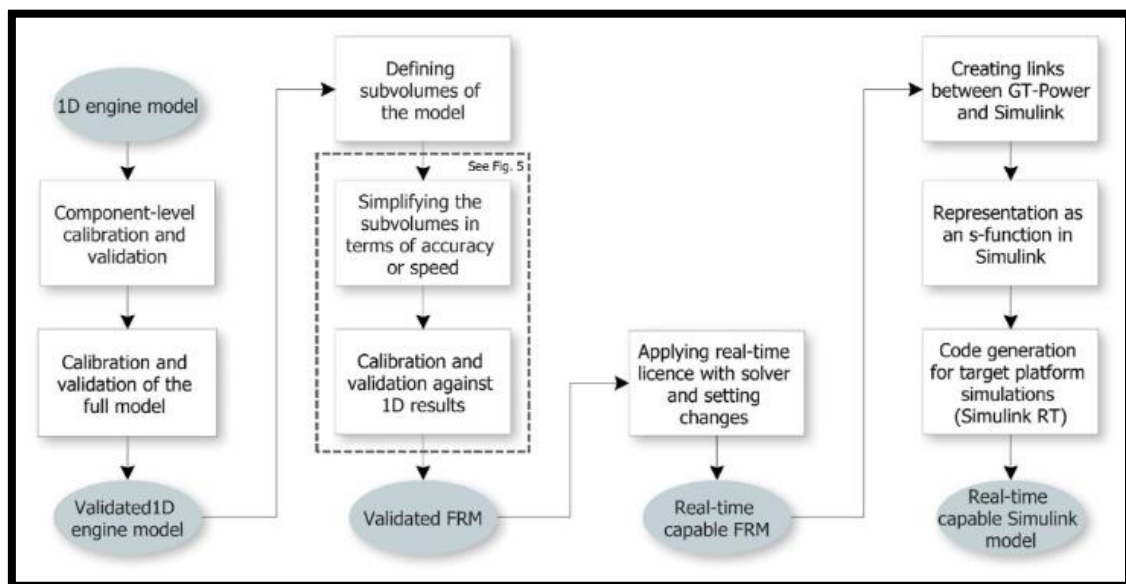 1D engine model
Component-level
calibration and
validation
Calibration and
validation of the
full model
Validated1D
engine model
Defining
subvolumes of
the model
See Fig. 5
Simplifying the
subvolumes in
terms of accuracy
or speed
Calibration and
validation against
1D results
Validated FRM
Applying real-time
licence with solver
and setting
changes
Real-time
capable FRM
Creating links
between GT-Power
and Simulink
Representation as
an s-function in
Simulink
Code generation
for target platform
simulations
(Simulink RT)
Real-time
capable Simulink
model